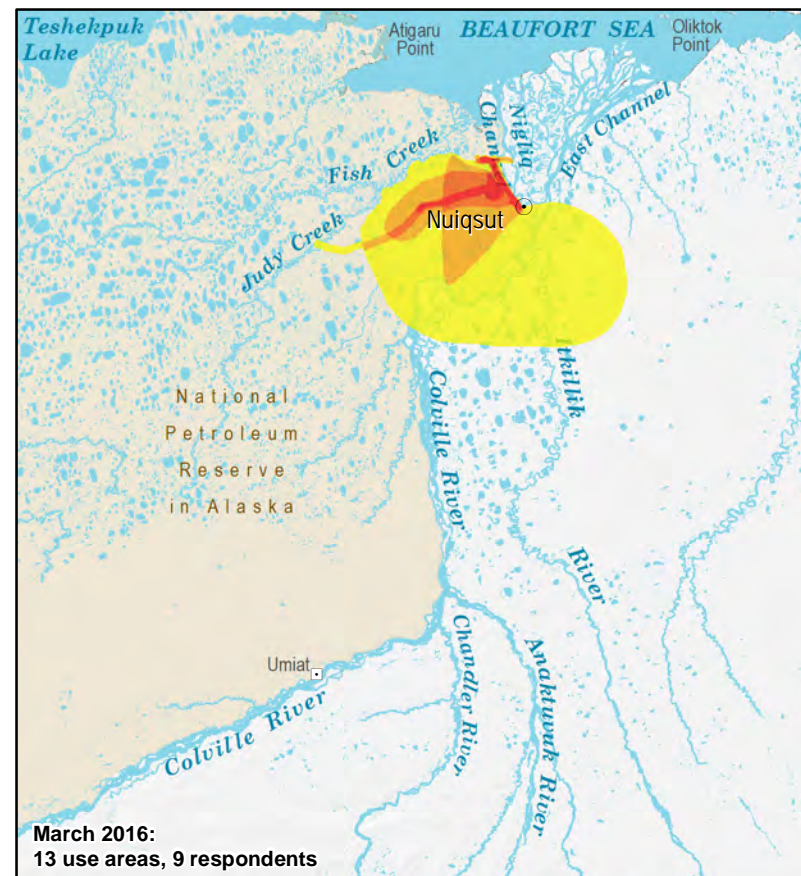 Teshekpuk
Lake
Atigaru
Point
BEAUFORT SEA
Oliktok
Point
Nigliq
Channel
East Channel
Fish Creek
Judy Creek
Nuiqsut
Itkillik
River
Colville River
National
Petroleum
Reserve
in Alaska
Umiat
Colville River
Chandler River
Anaktuvuk River
March 2016:
13 use areas, 9 respondents